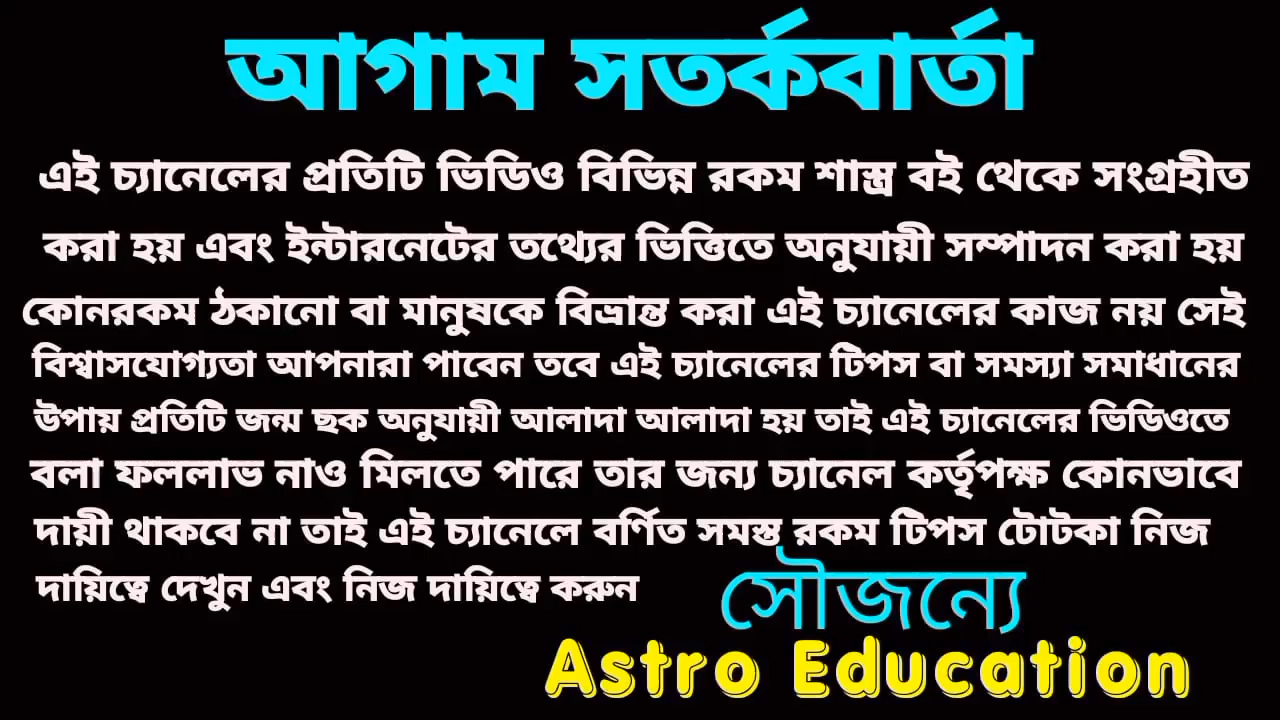 আগাম সতর্কবার্তা
এই চ্যানেলের প্রতিটি ভিডিও বিভিন্ন রকম শাস্ত্র বই থেকে সংগ্রহীত
করা হয় এবং ইন্টারনেটের তথ্যের ভিত্তিতে অনুযায়ী সম্পাদন করা হয়
কোনরকম ঠকানো বা মানুষকে বিভ্রান্ত করা এই চ্যানেলের কাজ নয় সেই
বিশ্বাসযোগ্যতা আপনারা পাবেন তবে এই চ্যানেলের টিপস বা সমস্যা সমাধানের
উপায় প্রতিটি জন্ম ছক অনুযায়ী আলাদা আলাদা হয় তাই এই চ্যানেলের ভিডিওতে
বলা ফললাভ নাও মিলতে পারে তার জন্য চ্যানেল কর্তৃপক্ষ কোনভাবে
দায়ী থাকবে না তাই এই চ্যানেলে বর্ণিত সমস্ত রকম টিপস টোটকা নিজ
দায়িত্বে দেখুন এবং নিজ দায়িত্বে করুন
সৌজন্যে
Astro Education